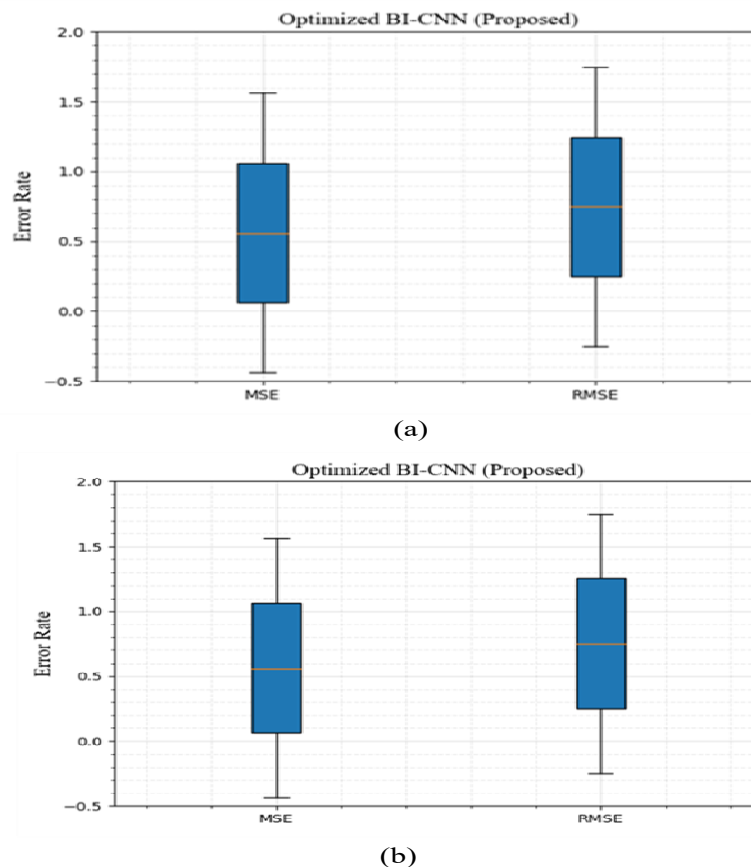 Optimized BI-CNN (Proposed)
2.0
1.5
1.0
0.5
0.0
−0.5
Error Rate
MSE
RMSE
(a)
Optimized BI-CNN (Proposed)
2.0
1.5
1.0
0.5
0.0
−0.5
Error Rate
MSE
RMSE
(b)